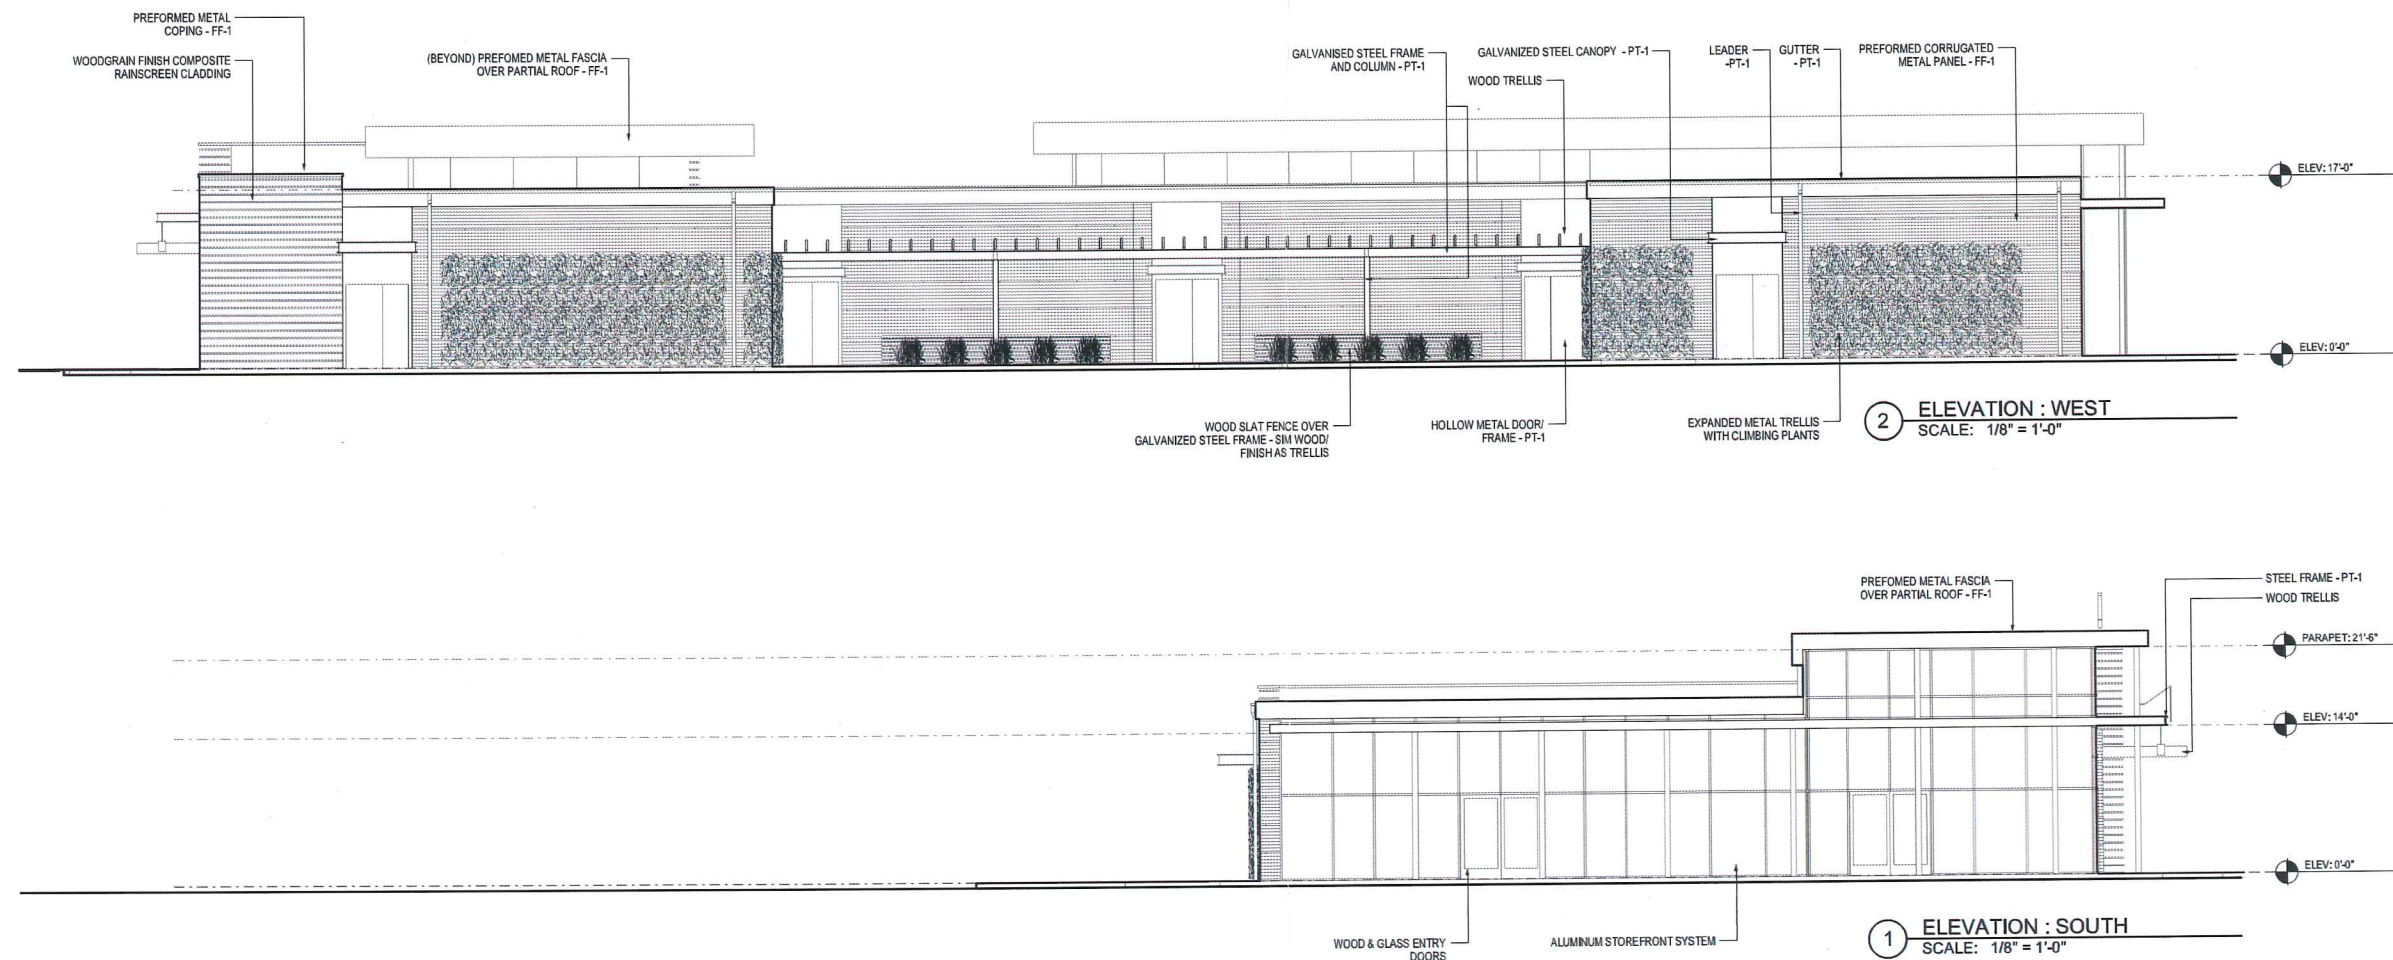 PREFORMED METAL
COPING - FF-1
WOODGRAIN FINISH COMPOSITE
RAINSCREEN CLADDING
(BEYOND) PREFOMED METAL FASCIA
OVER PARTIAL ROOF - FF-1
GALVANISED STEEL FRAME
AND COLUMN - PT-1
GALVANIZED STEEL CANOPY - PT-1
WOOD TRELLIS
LEADER
-PT-1
GUTTER
- PT-1
PREFORMED CORRUGATED
METAL PANEL - FF-1
ELEV: 17'-0"
ELEV: 0'-0"
WOOD SLAT FENCE OVER
GALVANIZED STEEL FRAME - SIM WOOD/
FINISH AS TRELLIS
HOLLOW METAL DOOR/
FRAME - PT-1
EXPANDED METAL TRELLIS
WITH CLIMBING PLANTS
2
ELEVATION : WEST
SCALE: 1/8" = 1'-0"
PREFOMED METAL FASCIA
OVER PARTIAL ROOF - FF-1
STEEL FRAME - PT-1
WOOD TRELLIS
PARAPET: 21'-6"
ELEV: 14'-0"
ELEV: 0'-0"
WOOD & GLASS ENTRY
DOORS
ALUMINUM STOREFRONT SYSTEM
1
ELEVATION : SOUTH
SCALE: 1/8" = 1'-0"